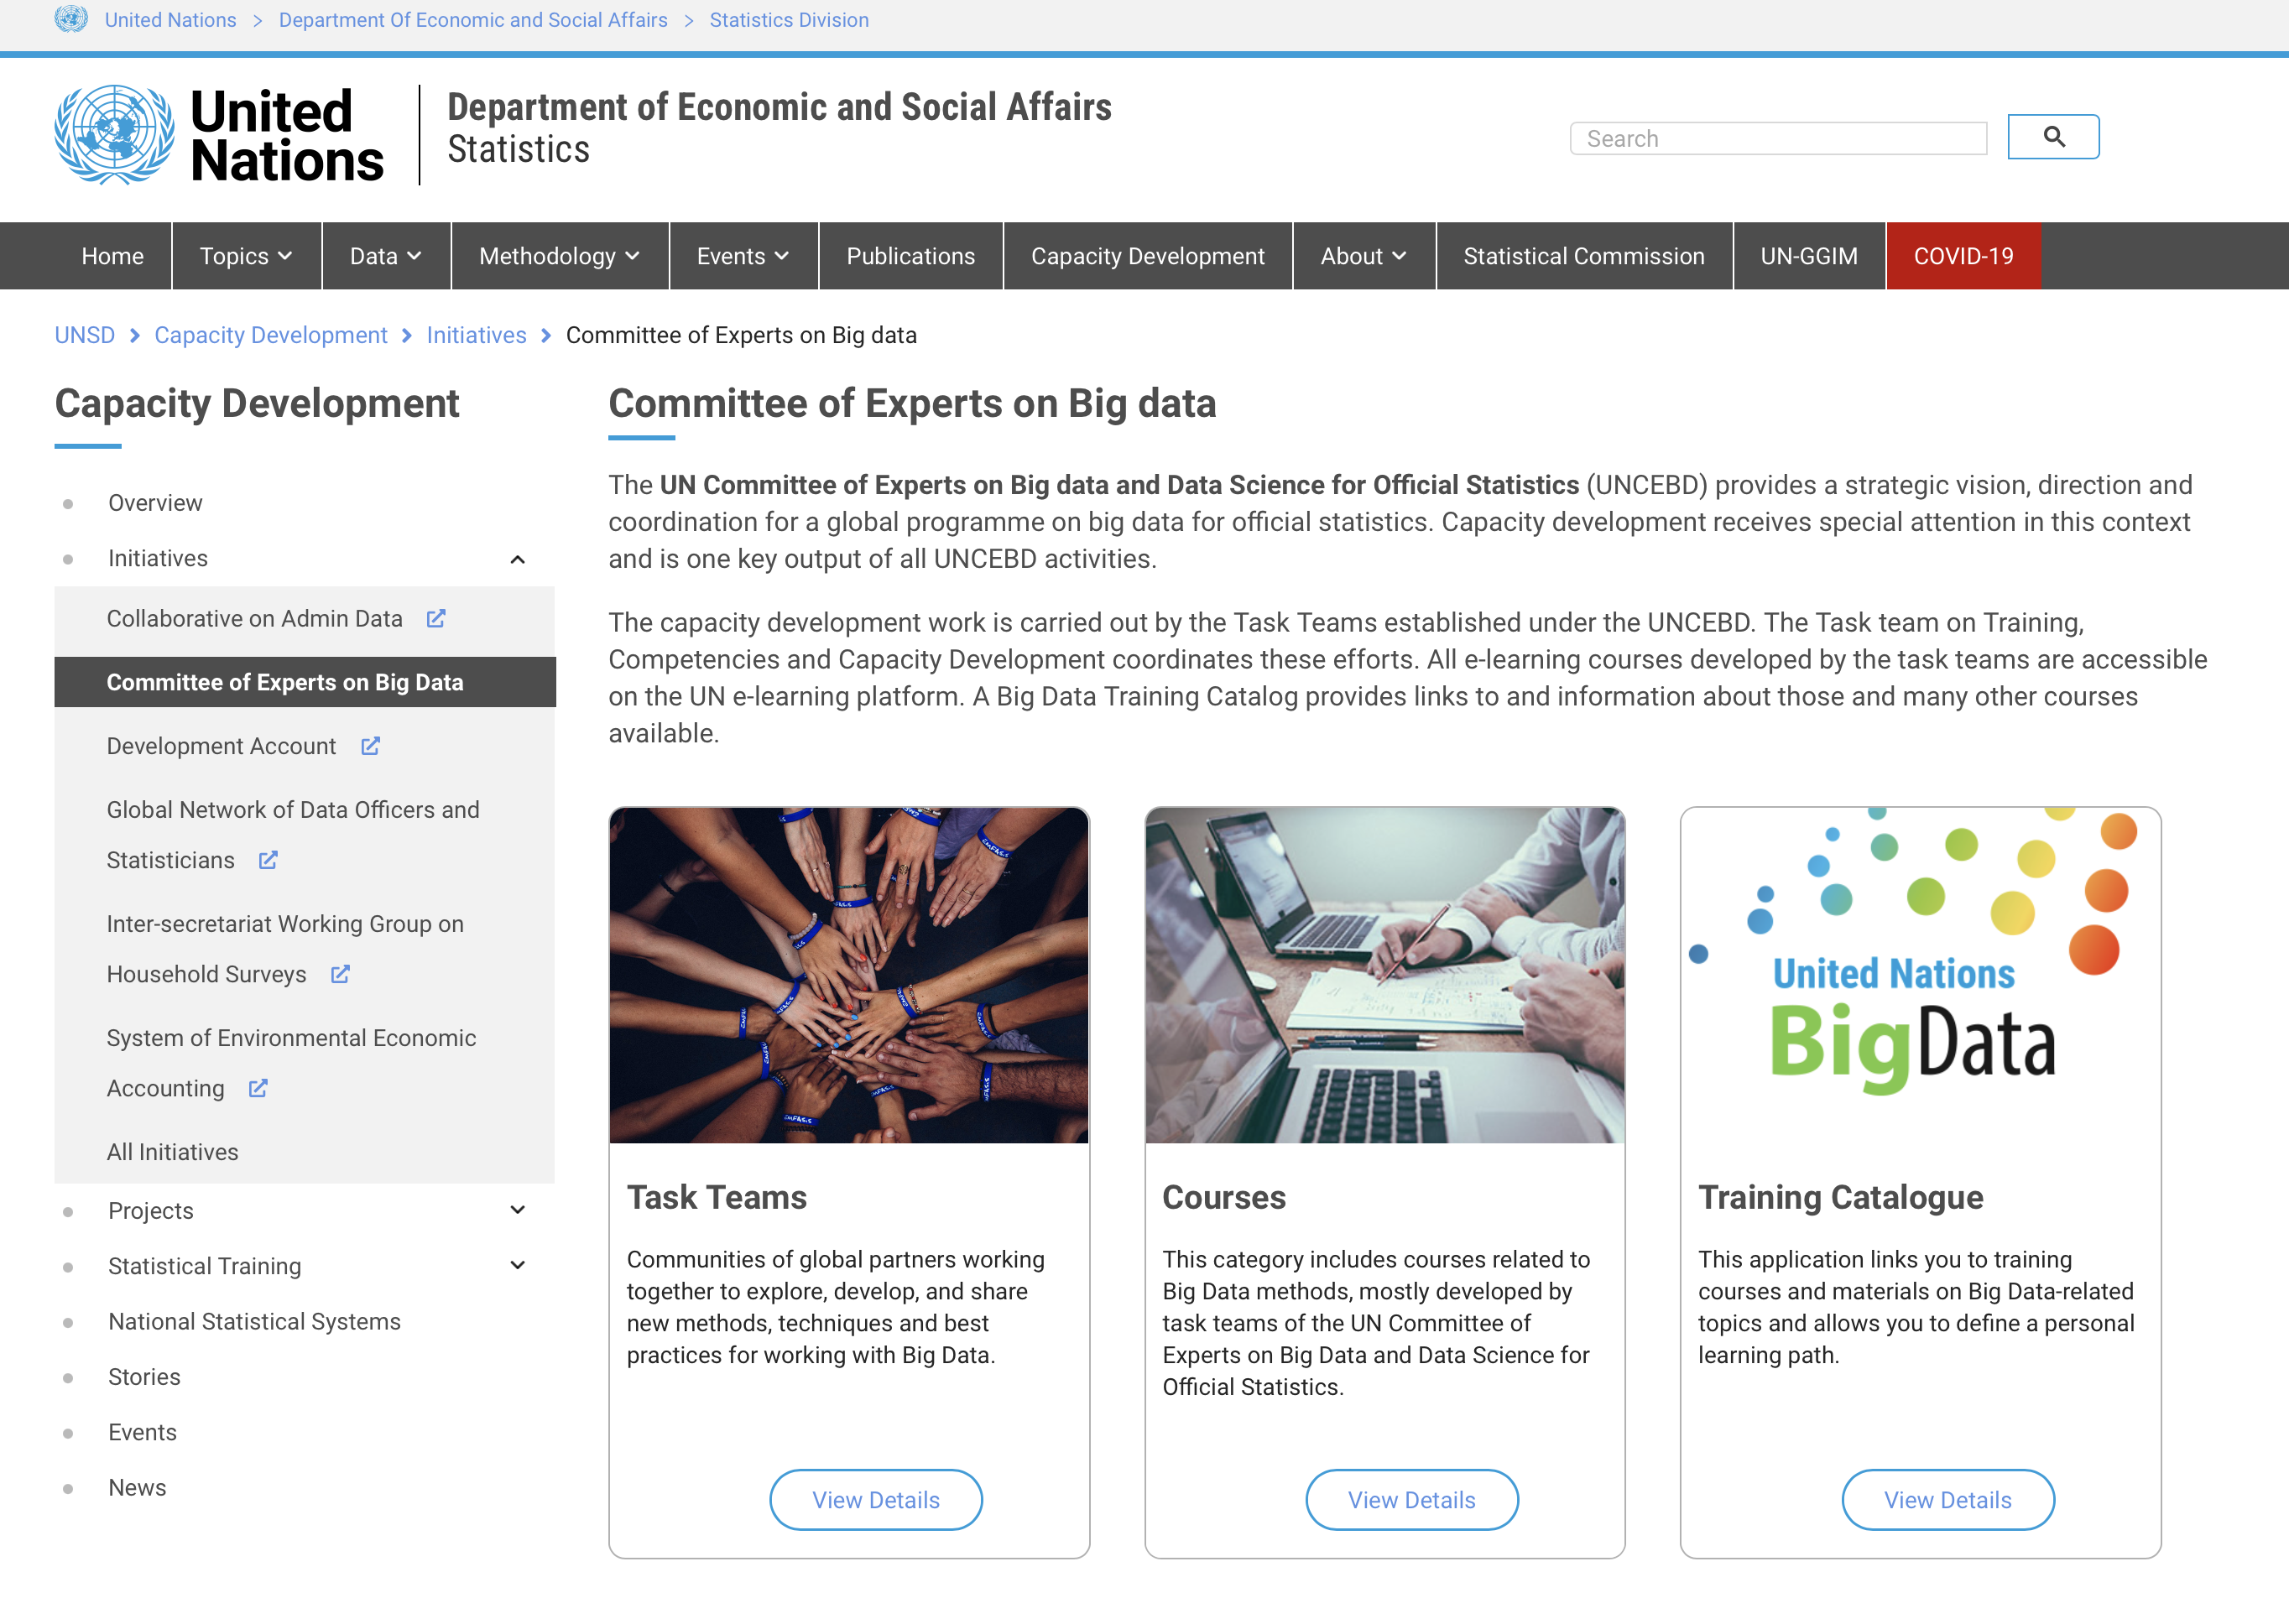 United Nations > Department Of Economic and Social Affairs > Statistics Division
United
Nations
Department of Economic and Social Affairs
Statistics
Search
Home
Topics
Data
Methodology
Events
Publications
Capacity Development
About
Statistical Commission
UN-GGIM
COVID-19
UNSD > Capacity Development > Initiatives > Committee of Experts on Big data
Capacity Development
Overview
Initiatives
Collaborative on Admin Data
Committee of Experts on Big Data
Development Account
Global Network of Data Officers and
Statisticians
Inter-secretariat Working Group on
Household Surveys
System of Environmental Economic
Accounting
All Initiatives
Projects
Statistical Training
National Statistical Systems
Stories
Events
News
Committee of Experts on Big data
The UN Committee of Experts on Big data and Data Science for Official Statistics (UNCEBD) provides a strategic vision, direction and
coordination for a global programme on big data for official statistics. Capacity development receives special attention in this context
and is one key output of all UNCEBD activities.
The capacity development work is carried out by the Task Teams established under the UNCEBD. The Task team on Training,
Competencies and Capacity Development coordinates these efforts. All e-learning courses developed by the task teams are accessible
on the UN e-learning platform. A Big Data Training Catalog provides links to and information about those and many other courses
available.
Task Teams
Communities of global partners working
together to explore, develop, and share
new methods, techniques and best
practices for working with Big Data.
View Details
Courses
This category includes courses related to
Big Data methods, mostly developed by
task teams of the UN Committee of
Experts on Big Data and Data Science for
Official Statistics.
View Details
United Nations
BigData
Training Catalogue
This application links you to training
courses and materials on Big Data-related
topics and allows you to define a personal
learning path.
View Details